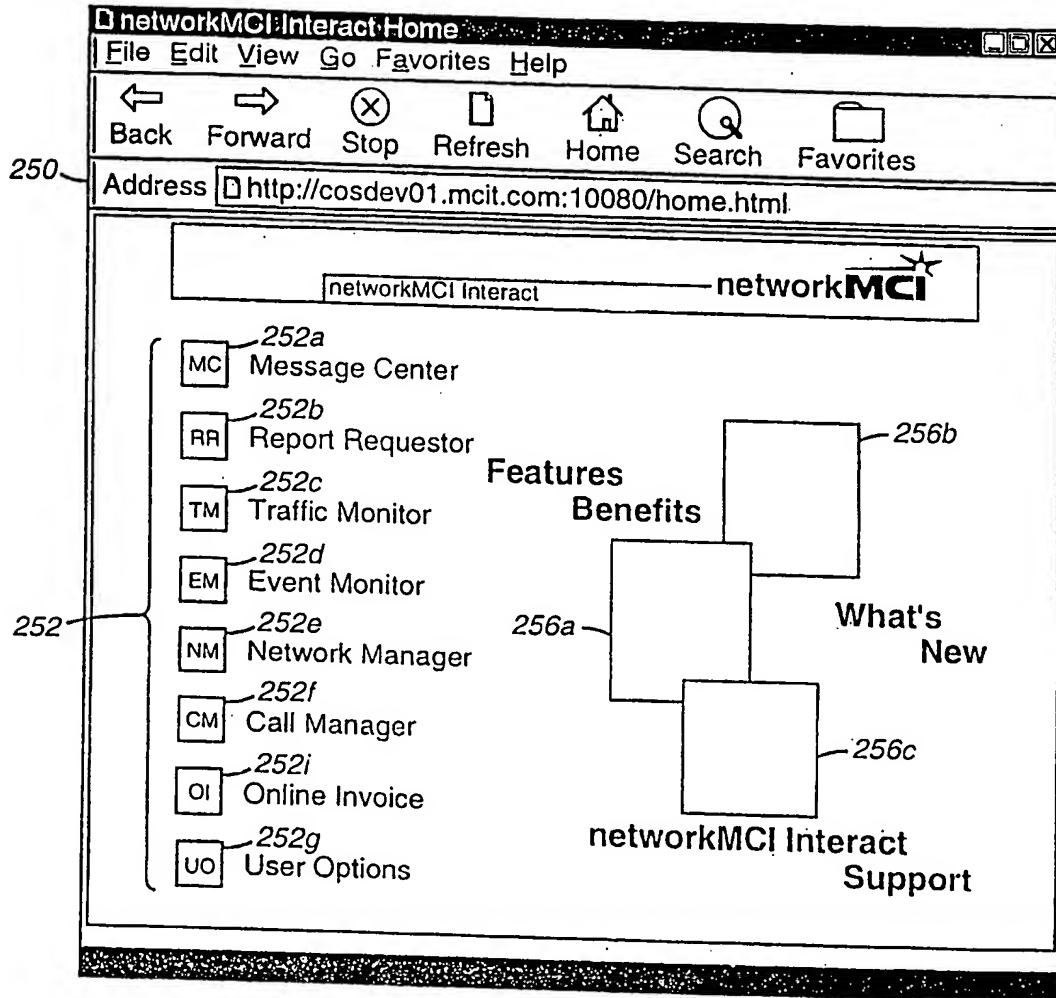 networkMCI Interact Home
File Edit View Go Favorites Help
Back Forward Stop Refresh Home Search Favorites
250
Address http://cosdev01.mcit.com:10080/home.html
networkMCI Interact networkMCI
252
252a
MC Message Center
252b
RR Report Requestor
252c
TM Traffic Monitor
252d
EM Event Monitor
252e
NM Network Manager
252f
CM Call Manager
252i
OI Online Invoice
252g
UO User Options
Features
Benefits
256b
256a
What's
New
256c
networkMCI Interact
Support